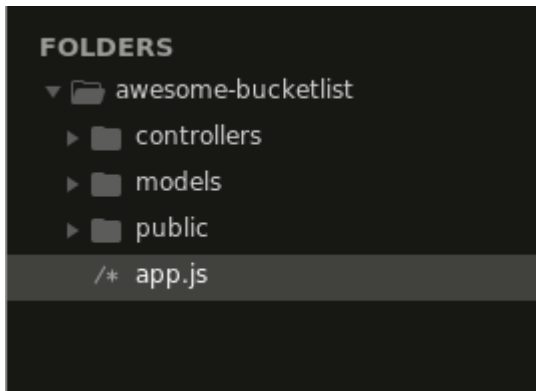 FOLDERS
awesome-bucketlist
controllers
models
public
/* app.js